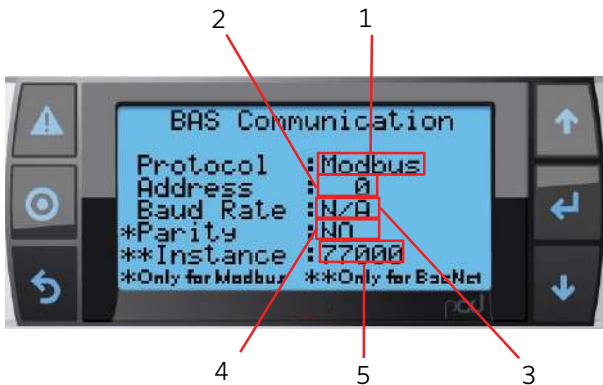 2 1
BAS Communication
Protocol :Modbus
Address : 0
Baud Rate :N/A
*Parity :NO
**Instance :77000
*Only for Modbus **Only for BacNet
pGD
4 5 3